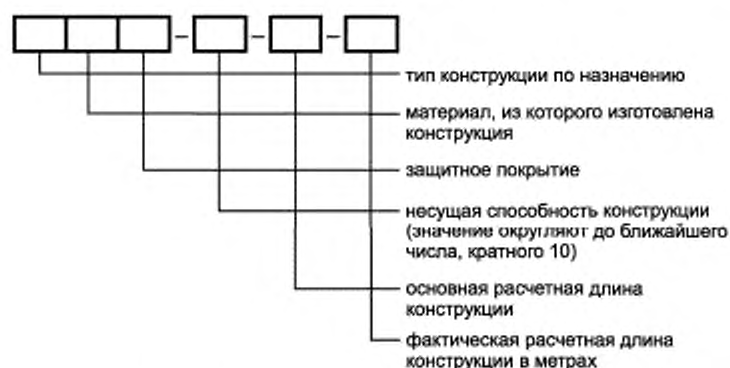 тип конструкции по назначению
материал, из которого изготовлена
конструкция
защитное покрытие
несущая способность конструкции
(значение округляют до ближайшего
числа, кратного 10)
основная расчетная длина
конструкции
фактическая расчетная длина
конструкции в метрах